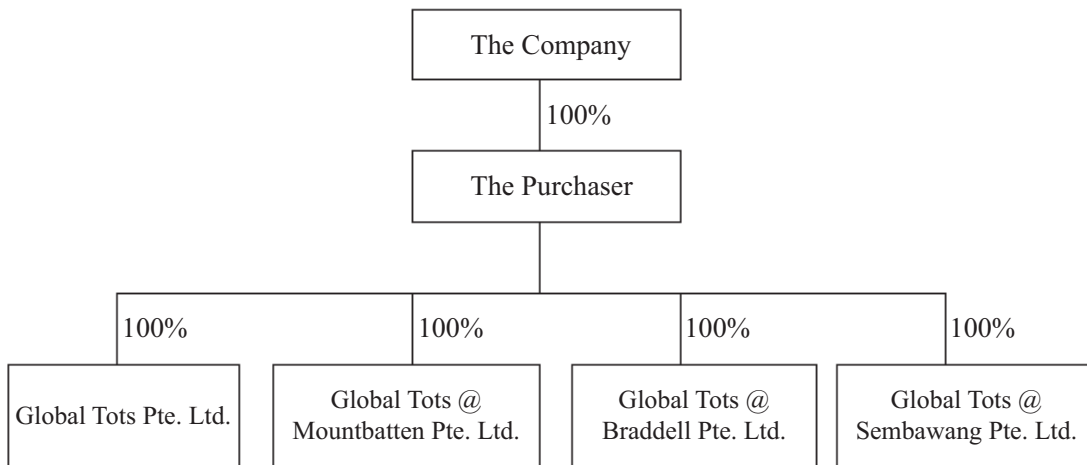 The Company
100%
The Purchaser
100%
100%
100%
100%
Global Tots Pte. Ltd.
Global Tots @
Mountbatten Pte. Ltd.
Global Tots @
Braddell Pte. Ltd.
Global Tots @
Sembawang Pte. Ltd.